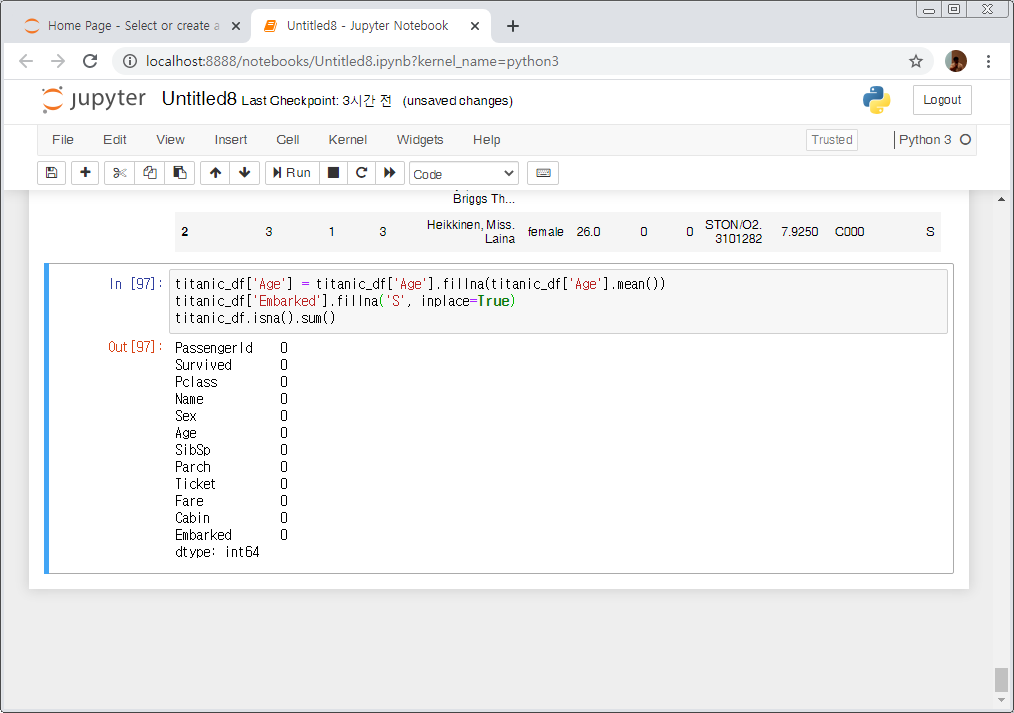 Home Page - Select or create a
Untitled8 - Jupyter Notebook
localhost:8888/notebooks/Untitled8.ipynb?kernel_name=python3
jupyter Untitled8 Last Checkpoint: 3시간 전 (unsaved changes) Logout
File Edit View Insert Cell Kernel Widgets Help Trusted Python 3
Run Code
Briggs Th...
2 3 1 3 Heikkinen, Miss. Laina female 26.0 0 0 STON/O2. 3101282 7.9250 C000 S
In [97]: titanic_df['Age'] = titanic_df['Age'].fillna(titanic_df['Age'].mean())
titanic_df['Embarked'].fillna('S', inplace=True)
titanic_df.isna().sum()
Out[97]: PassengerId 0
Survived 0
Pclass 0
Name 0
Sex 0
Age 0
SibSp 0
Parch 0
Ticket 0
Fare 0
Cabin 0
Embarked 0
dtype: int64